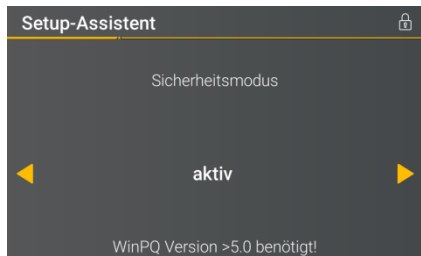 Setup-Assistent
Sicherheitsmodus
aktiv
WinPQ Version >5.0 benötigt!